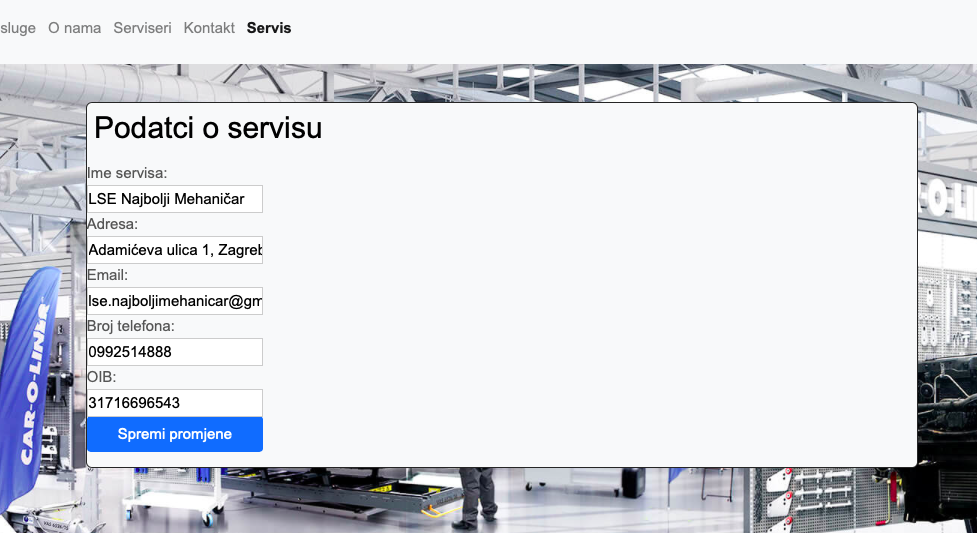 sluge O nama Serviseri Kontakt Servis
Podatci o servisu
Ime servisa:
LSE Najbolji Mehaničar
Adresa:
Adamićeva ulica 1, Zagreb
Email:
lse.najboljimehanicar@gm
Broj telefona:
0992514888
OIB:
31716696543
Spremi promjene
CAR-O-LINER
-O-LI